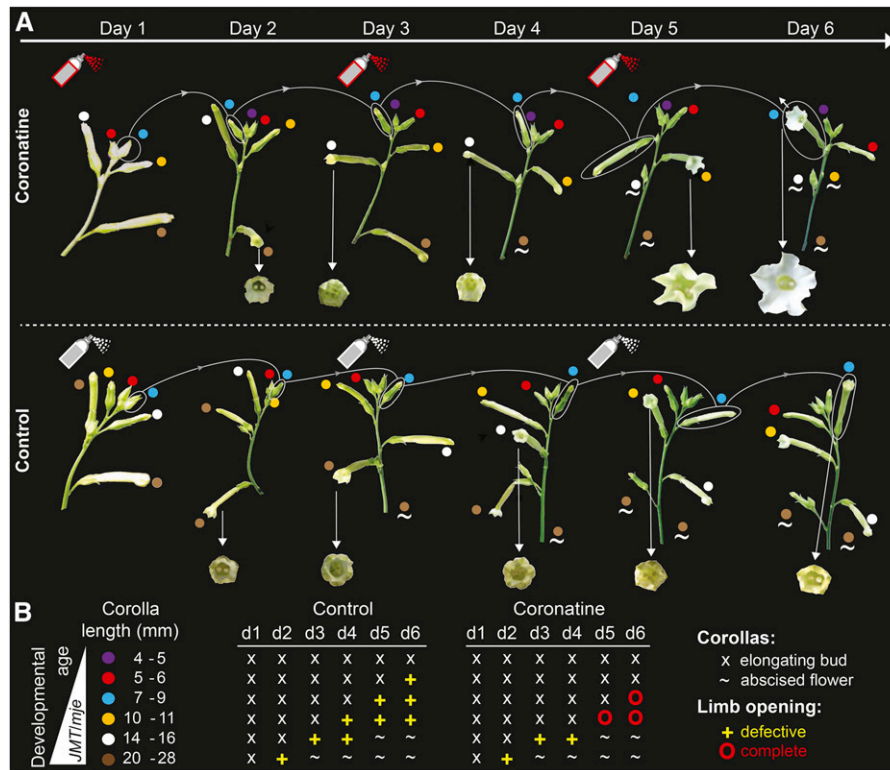 A
Day 1 Day 2 Day 3 Day 4 Day 5 Day 6
Coronatine
~ ~ ~ ~ ~ ~
Control
~ ~ ~ ~ ~ ~
B
Developmental age
JMT/mje
Corolla
length (mm)
Control Coronatine
d1 d2 d3 d4 d5 d6 d1 d2 d3 d4 d5 d6
4 - 5 x x x x x x x x x x x x
5 - 6 x x x x x + x x x x x x
7 - 9 x x x x + + x x x x x O
10 - 11 x x x + + + x x x x O O
14 - 16 x x + + ~ ~ x x + + ~ ~
20 - 28 x + ~ ~ ~ ~ x + ~ ~ ~ ~
Corollas:
x elongating bud
~ abscised flower
Limb opening:
+ defective
O complete